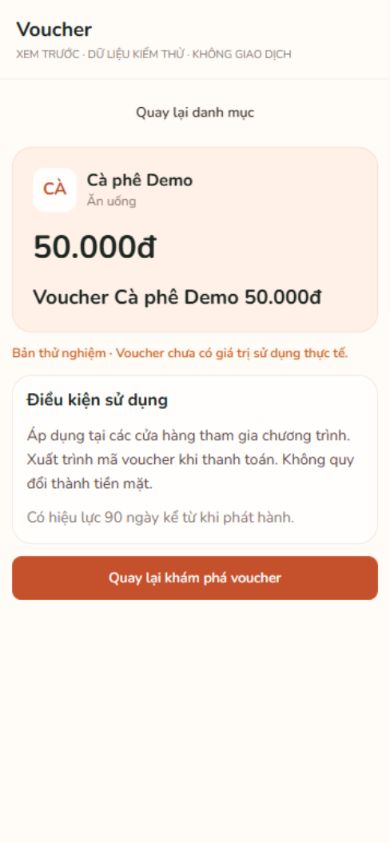 Voucher
XEM TRƯỚC · DỮ LIỆU KIỂM THỬ · KHÔNG GIAO DỊCH
Quay lại danh mục
CÀ
Cà phê Demo
Ăn uống
50.000đ
Voucher Cà phê Demo 50.000đ
Bản thử nghiệm · Voucher chưa có giá trị sử dụng thực tế.
Điều kiện sử dụng
Áp dụng tại các cửa hàng tham gia chương trình.
Xuất trình mã voucher khi thanh toán. Không quy
đổi thành tiền mặt.
Có hiệu lực 90 ngày kể từ khi phát hành.
Quay lại khám phá voucher